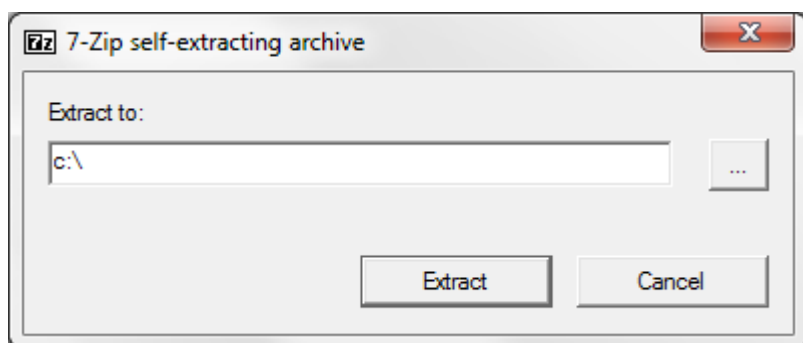 7z 7-Zip self-extracting archive
Extract to:
c:\
...
Extract Cancel